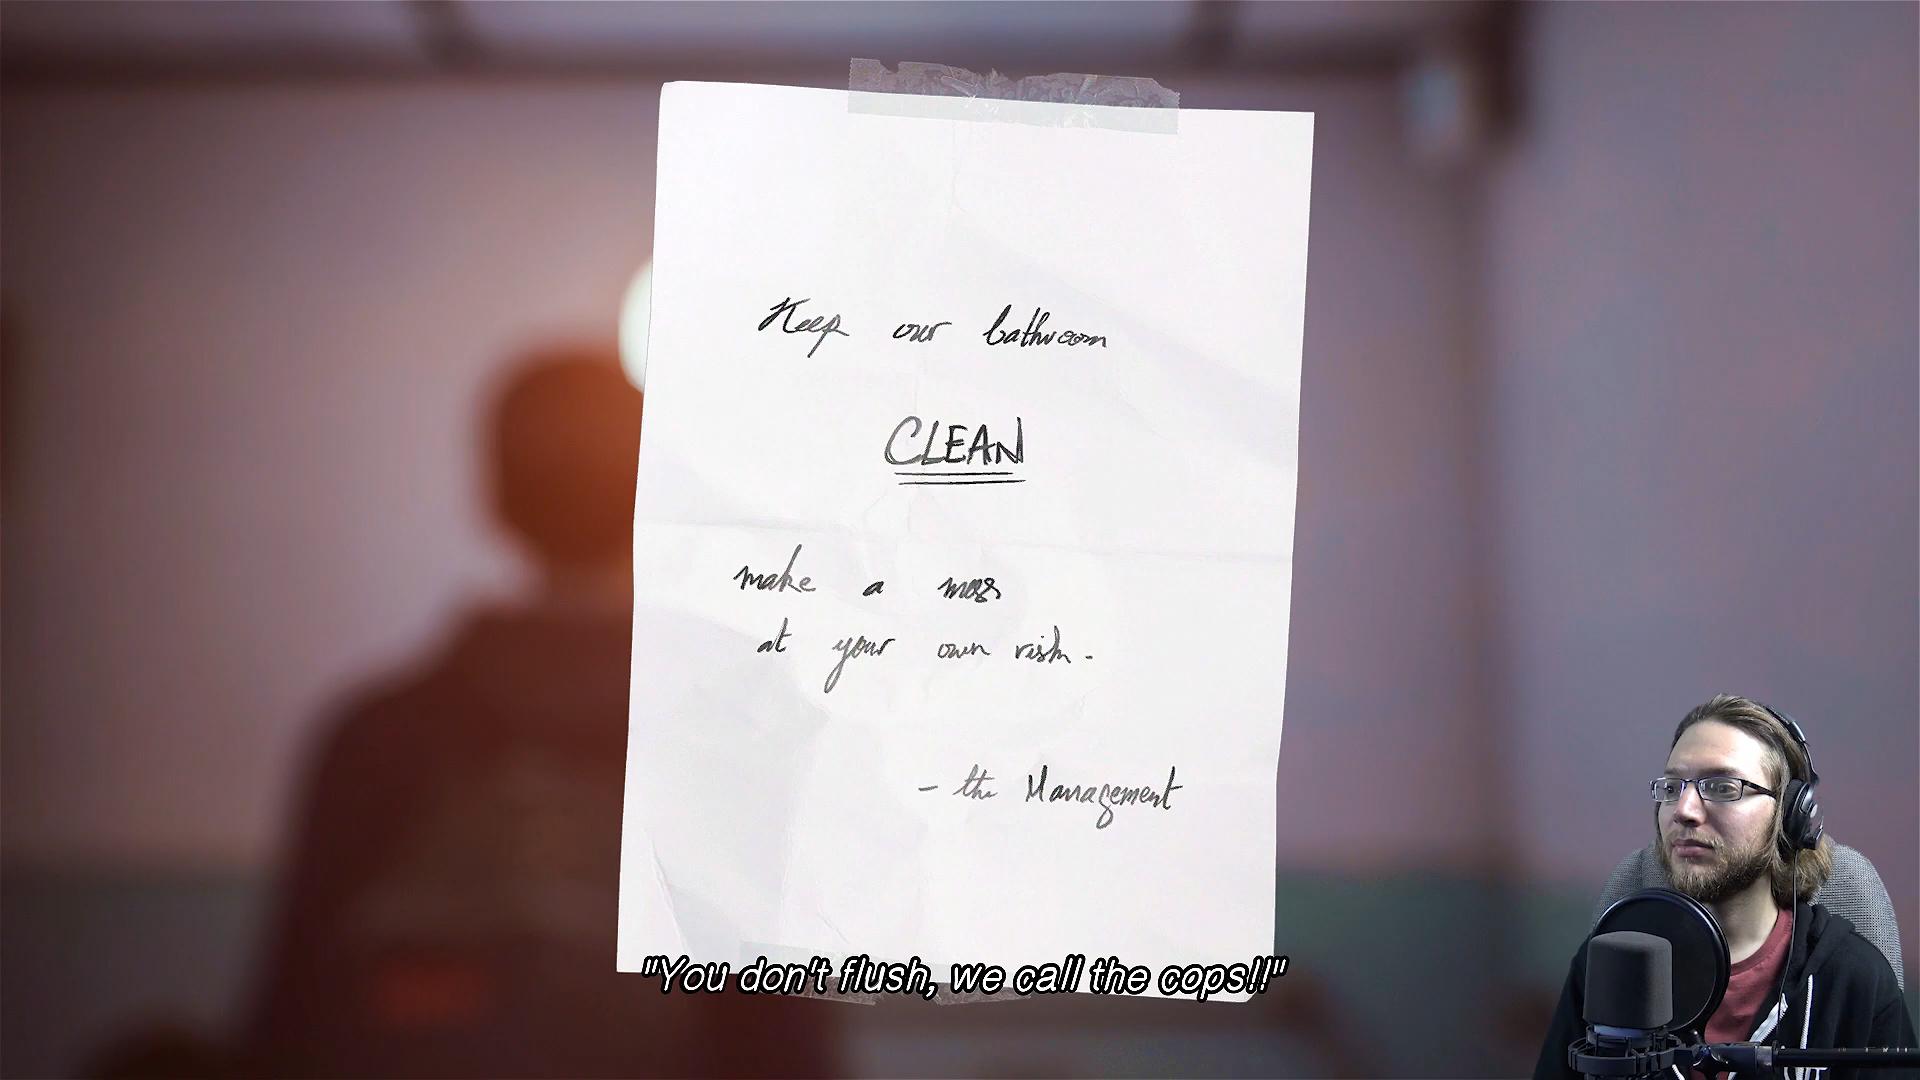 Keep our bathroom
CLEAN
make a mess
at your own risk.
- the Management
"You don't flush, we call the cops!!"